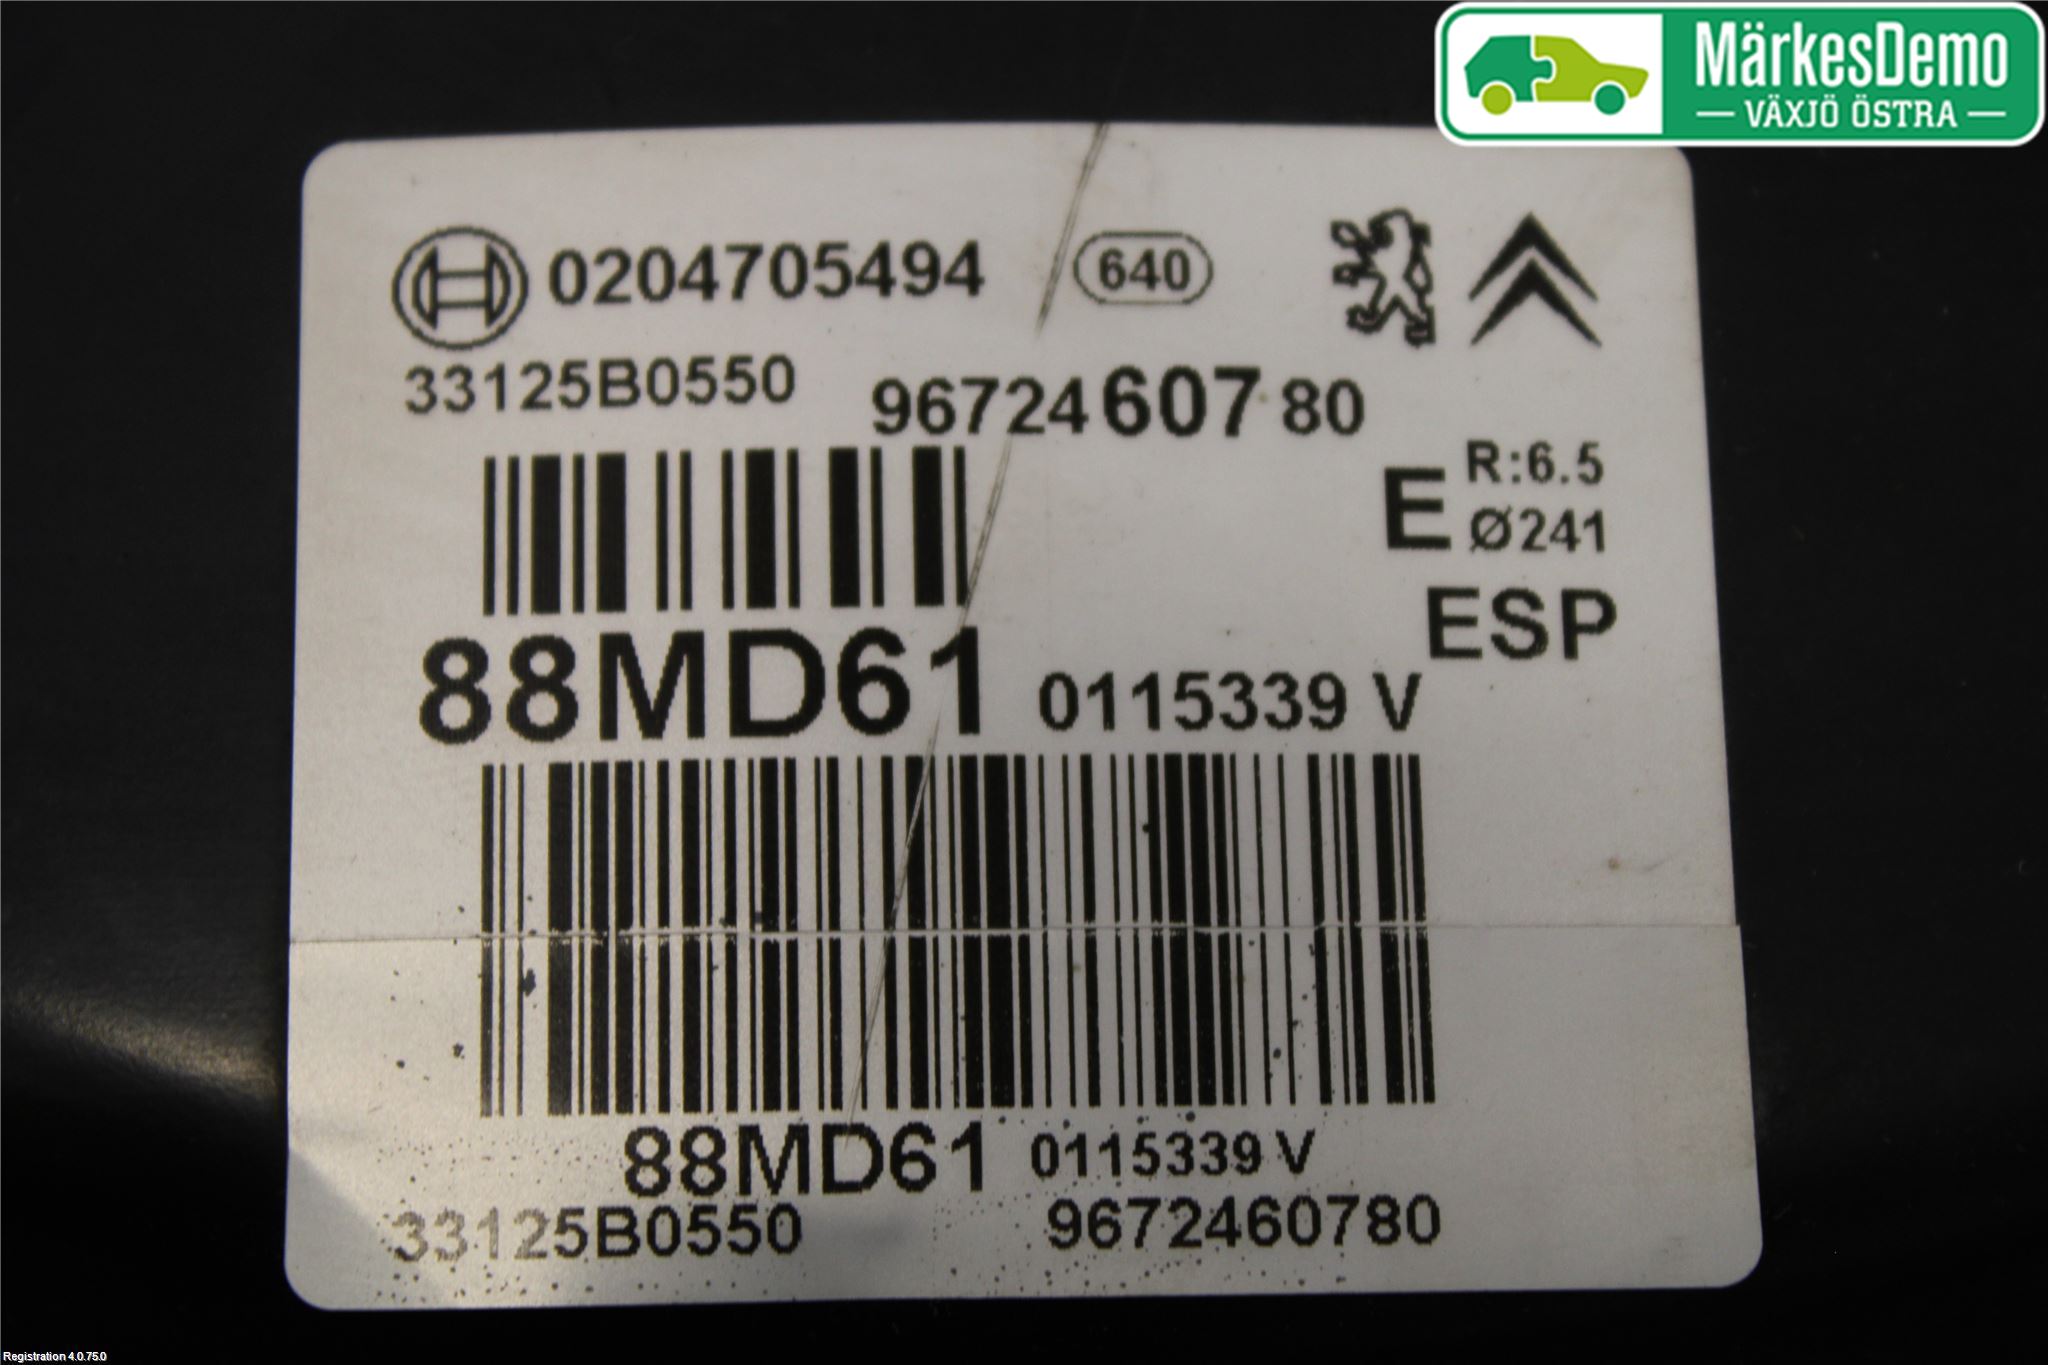 MärkesDemo
VÄXJÖ ÖSTRA
0204705494 640
33125B0550 9672460780
E R:6.5
Ø241
ESP
88MD61 0115339 V
88MD61 0115339 V
33125B0550 9672460780
Registration 4.0.75.0